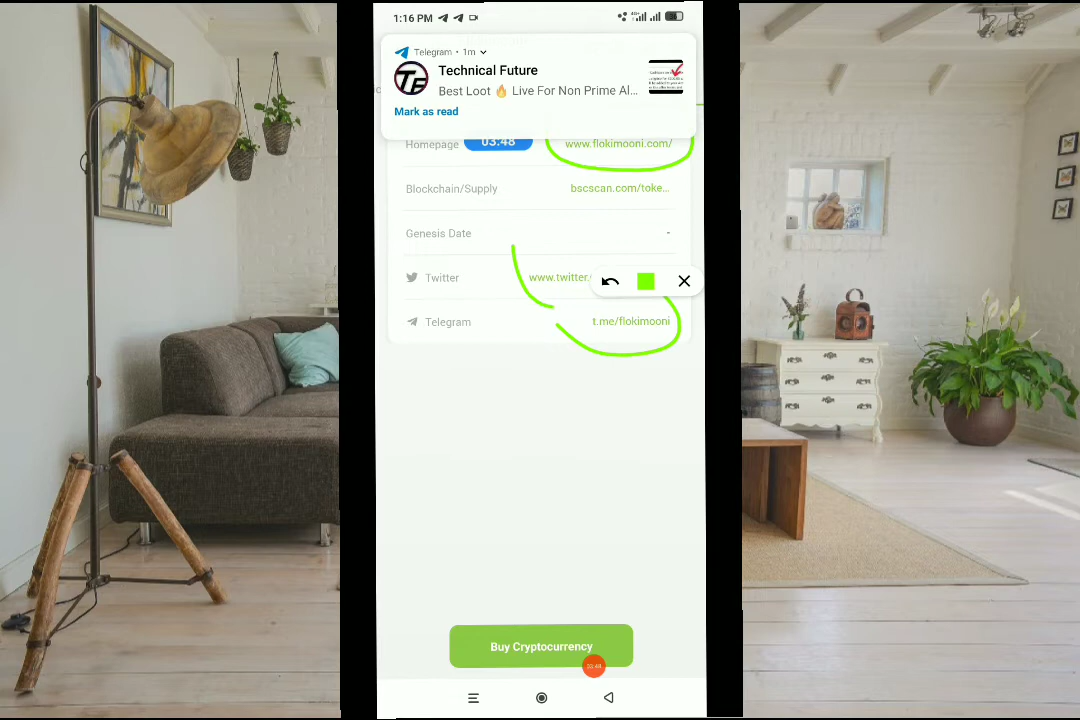 1:16 PM
Telegram • 1m
Technical Future
Best Loot 🔥 Live For Non Prime Al...
Mark as read
Homepage
03:48
www.flokimooni.com/
Blockchain/Supply
bscscan.com/toke...
Genesis Date
-
Twitter
www.twitter.
Telegram
t.me/flokimooni
Buy Cryptocurrency
03:48